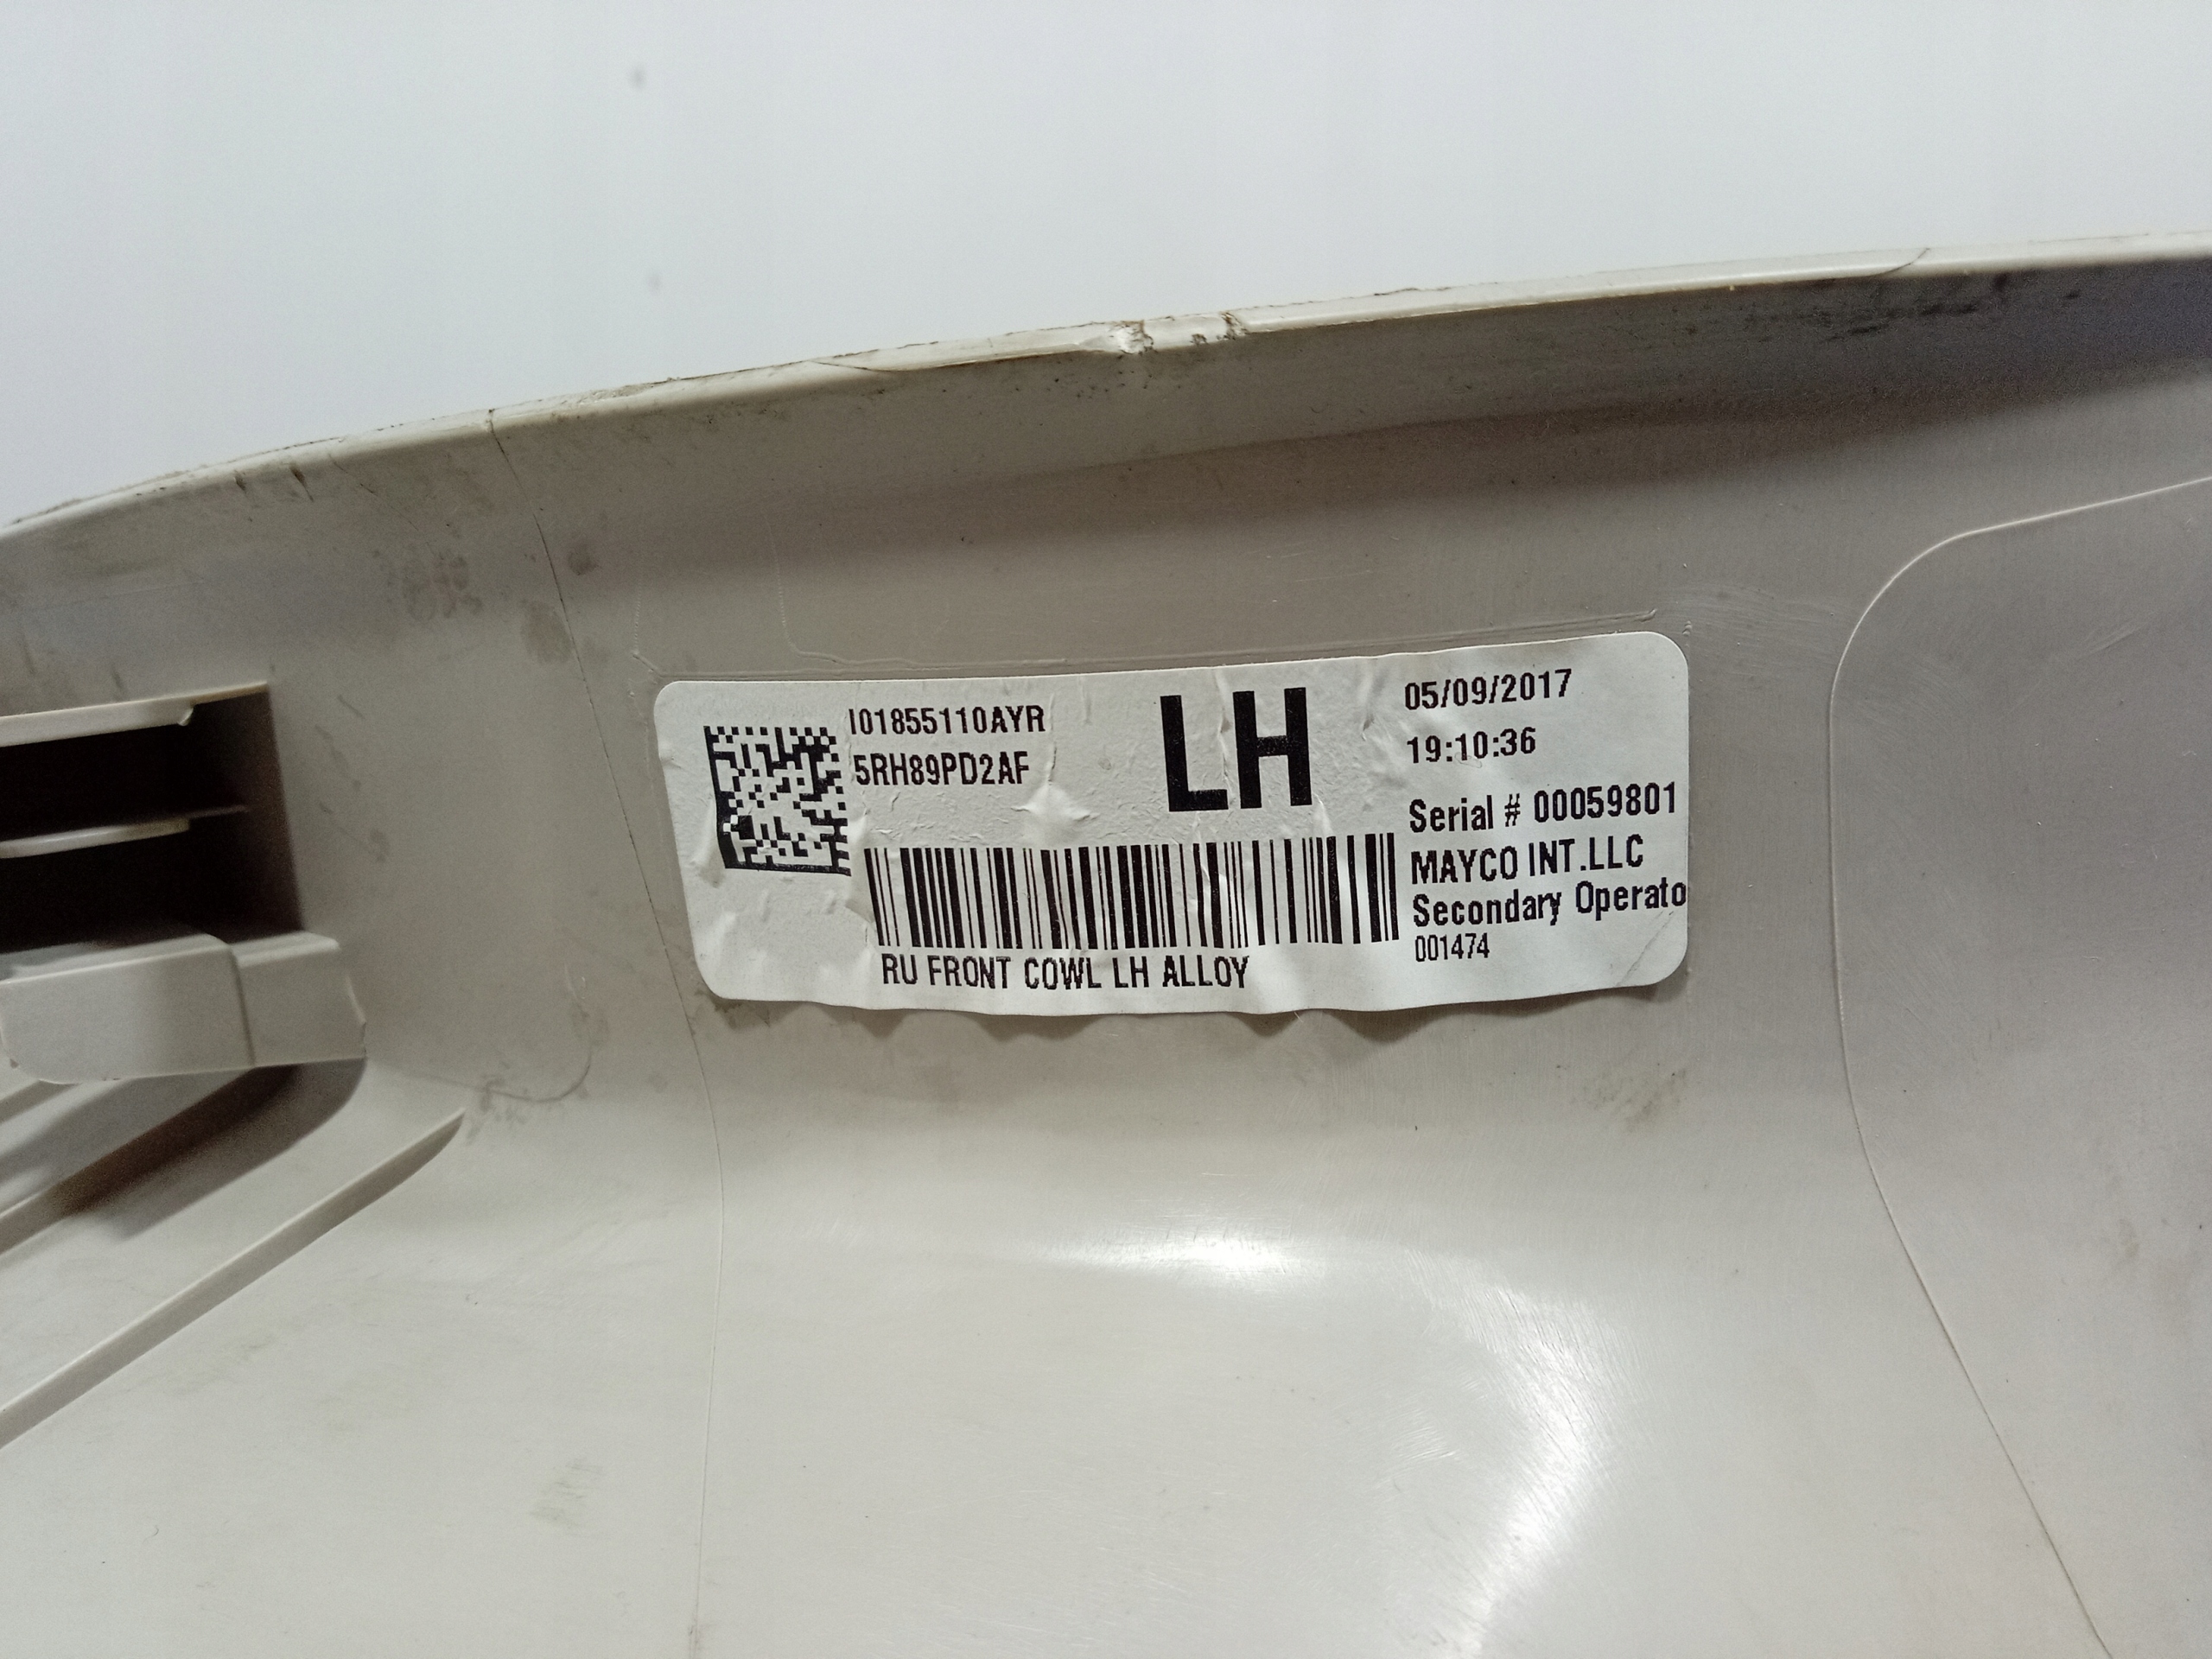 I01855110AYR
5RH89PD2AF
LH
05/09/2017
19:10:36
Serial # 00059801
MAYCO INT.LLC
Secondary Operato
001474
RU FRONT COWL LH ALLOY